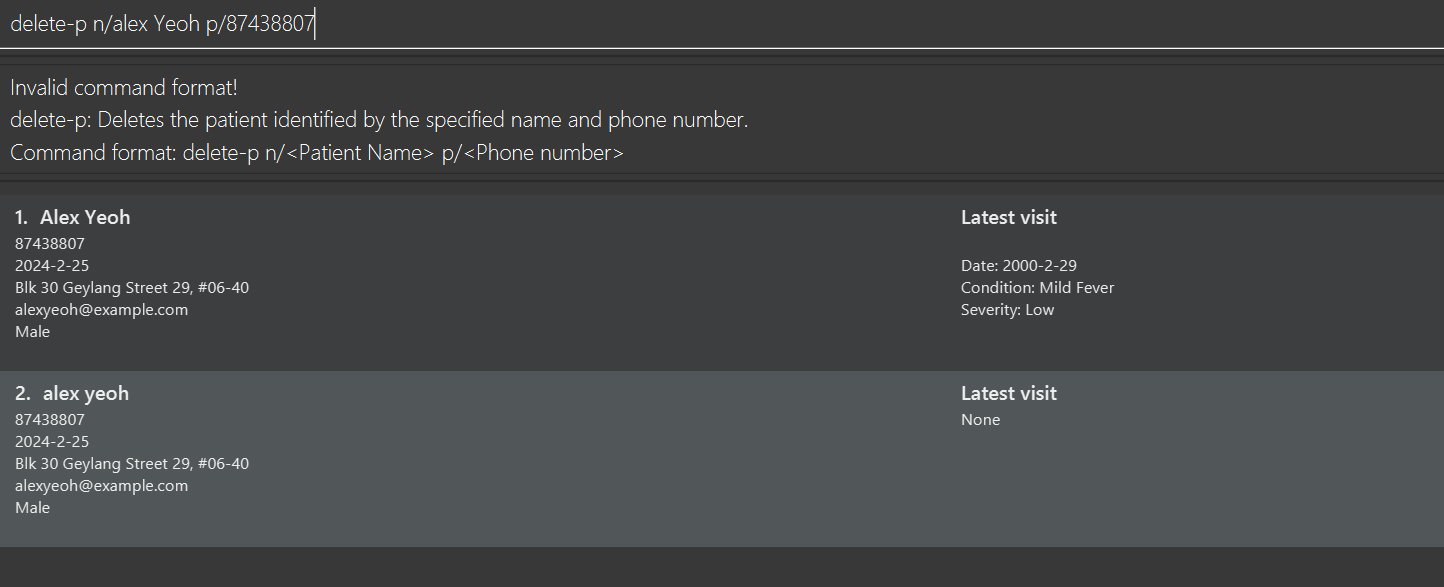 delete-p n/alex Yeoh p/87438807
Invalid command format!
delete-p: Deletes the patient identified by the specified name and phone number.
Command format: delete-p n/<Patient Name> p/<Phone number>
1. Alex Yeoh
87438807
2024-2-25
Blk 30 Geylang Street 29, #06-40
alexyeoh@example.com
Male
Latest visit
Date: 2000-2-29
Condition: Mild Fever
Severity: Low
2. alex yeoh
87438807
2024-2-25
Blk 30 Geylang Street 29, #06-40
alexyeoh@example.com
Male
Latest visit
None